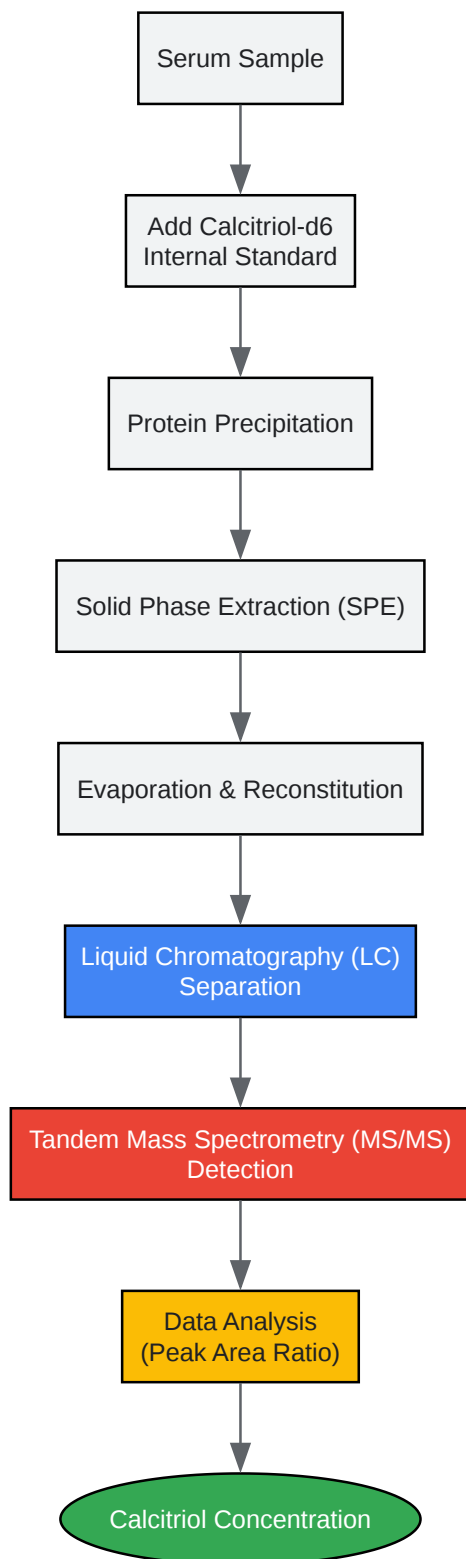 Serum Sample
Add Calcitriol-d6
Internal Standard
Protein Precipitation
Solid Phase Extraction (SPE)
Evaporation & Reconstitution
Liquid Chromatography (LC)
Separation
Tandem Mass Spectrometry (MS/MS)
Detection
Data Analysis
(Peak Area Ratio)
Calcitriol Concentration